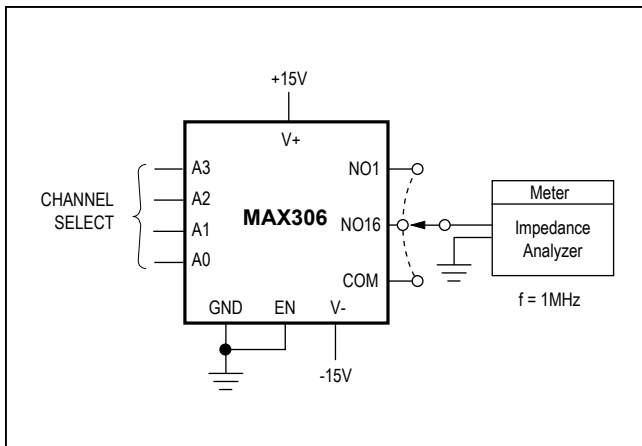 +15V
V+
A3
A2
A1
A0
CHANNEL
SELECT
MAX306
NO1
NO16
COM
GND
EN
V-
-15V
Meter
Impedance
Analyzer
f = 1MHz